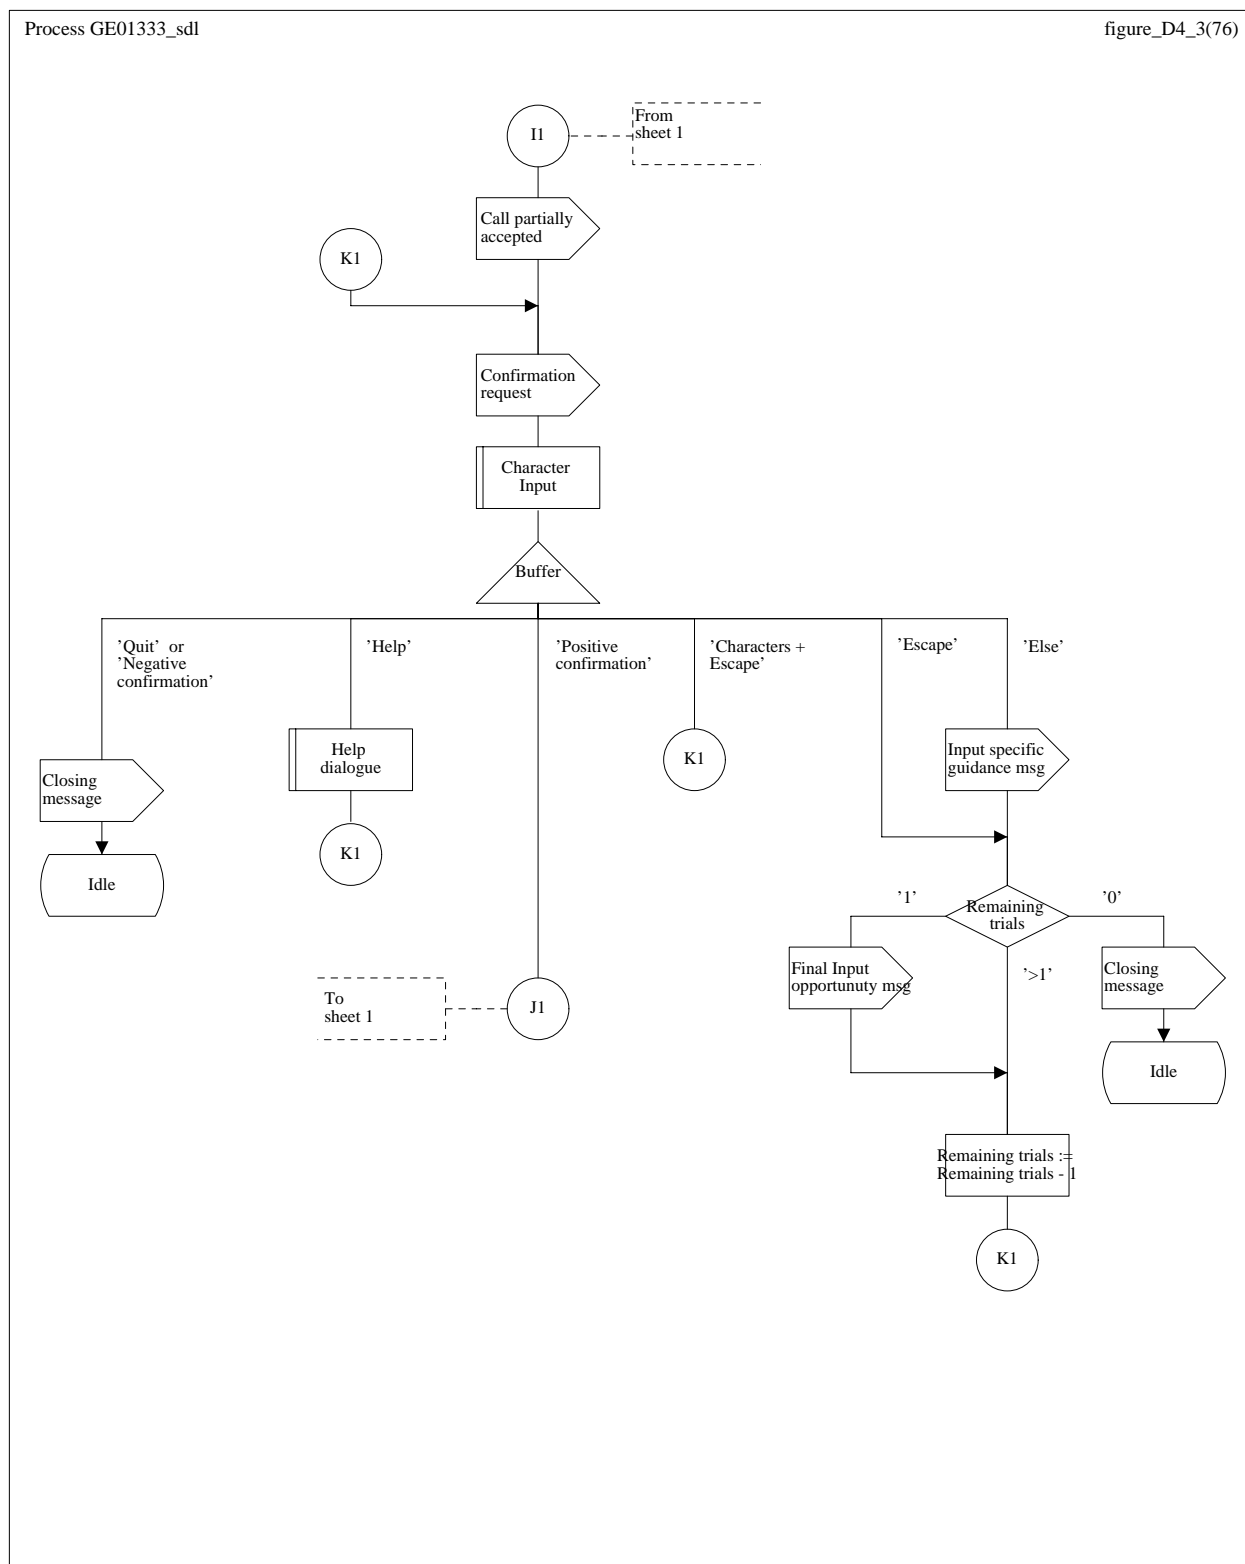 Process GE01333_sdl
figure_D4_3(76)
I1
From
sheet 1
Call partially
accepted
K1
Confirmation
request
Character
Input
Buffer
’Quit’ or
’Negative
confirmation’
’Help’
’Positive
confirmation’
’Characters +
Escape’
’Escape’
’Else’
Closing
message
Idle
Help
dialogue
K1
K1
Input specific
guidance msg
Remaining
trials
’1’
’0’
’>1’
Final Input
opportunuty msg
Closing
message
Idle
To
sheet 1
J1
Remaining trials :=
Remaining trials - 1
K1